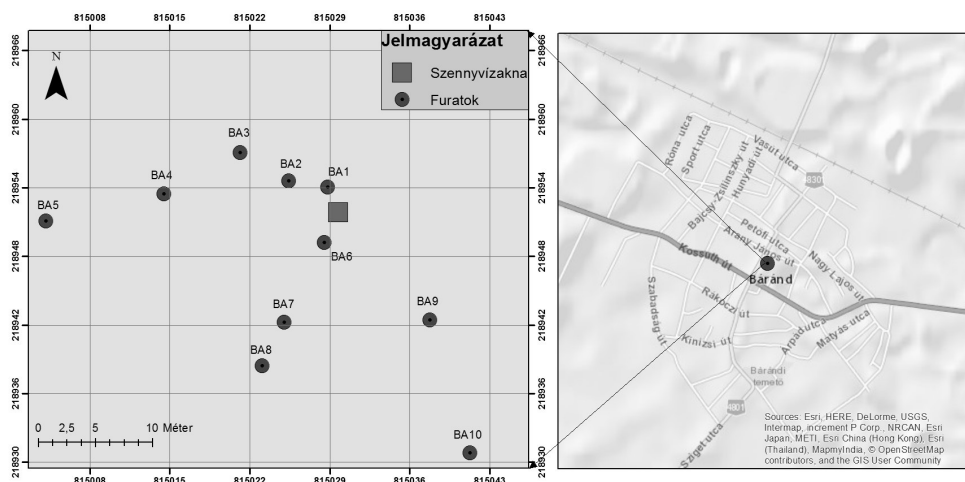 815008 815015 815022 815029 815036 815043
218966
218960
218954
218948
218942
218936
218930
N
Jelmagyarázat
Szennyvízakna
Furatok
BA3
BA2
BA1
BA4
BA5
BA6
BA7
BA9
BA8
BA10
0 2,5 5 10 Méter
218966
218960
218954
218948
218942
218936
218930
815008 815015 815022 815029 815036 815043
Róna utca
Sport utca
Bajcsy-Zsilinszky út
Hunyadi út
Vasút utca
48301
Petőfi utca
Arany János út
Kossuth út
Nagy Lajos út
Báránd
Szabadság út
Rákóczi út
Kinizsi út
Árpád utca
Mátyás utca
Bárándi
temető
4801
Sziget utca
Sources: Esri, HERE, DeLorme, USGS,
Intermap, increment P Corp., NRCAN, Esri
Japan, METI, Esri China (Hong Kong), Esri
(Thailand), MapmyIndia, © OpenStreetMap
contributors, and the GIS User Community